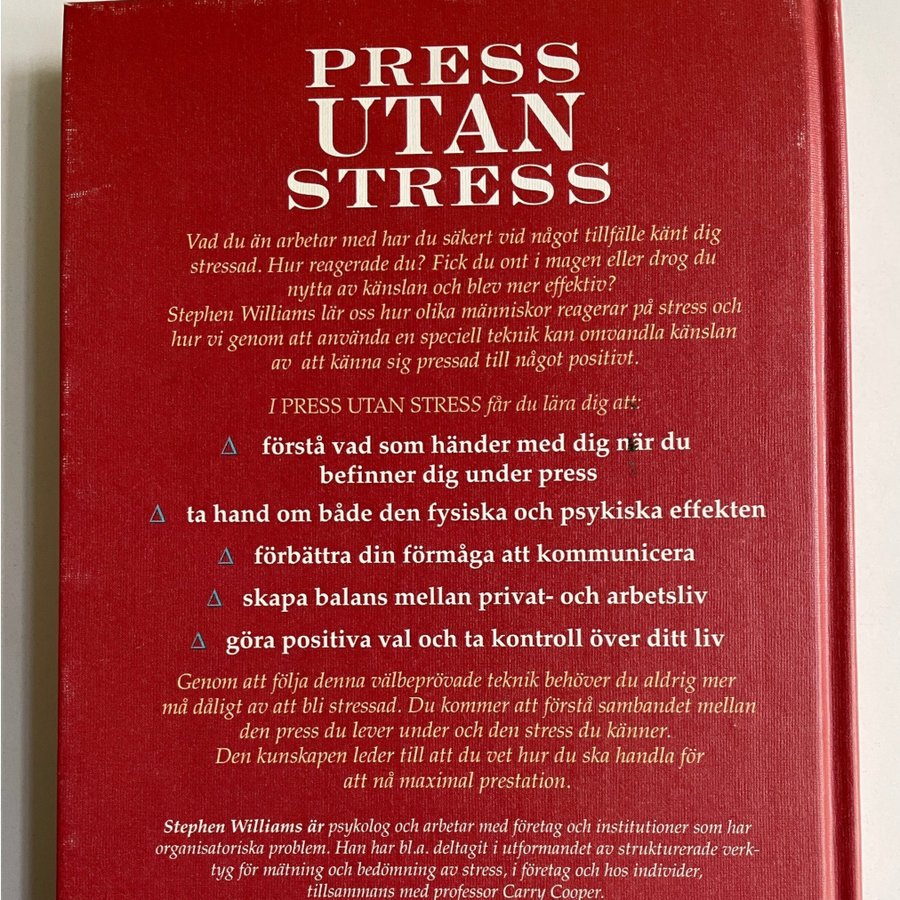 PRESS
UTAN
STRESS
Vad du än arbetar med har du säkert vid något tillfälle känt dig
stressad. Hur reagerade du? Fick du ont i magen eller drog du
nytta av känslan och blev mer effektiv?
Stephen Williams lär oss hur olika människor reagerar på stress och
hur vi genom att använda en speciell teknik kan omvandla känslan
av att känna sig pressad till något positivt.
I PRESS UTAN STRESS får du lära dig att:
Δ förstå vad som händer med dig när du
befinner dig under press
Δ ta hand om både den fysiska och psykiska effekten
Δ förbättra din förmåga att kommunicera
Δ skapa balans mellan privat- och arbetsliv
Δ göra positiva val och ta kontroll över ditt liv
Genom att följa denna välbeprövade teknik behöver du aldrig mer
må dåligt av att bli stressad. Du kommer att förstå sambandet mellan
den press du lever under och den stress du känner.
Den kunskapen leder till att du vet hur du ska handla för
att nå maximal prestation.
Stephen Williams är psykolog och arbetar med företag och institutioner som har
organisatoriska problem. Han har bl.a. deltagit i utformandet av strukturerade verk-
tyg för mätning och bedömning av stress, i företag och hos individer,
tillsammans med professor Carry Cooper.